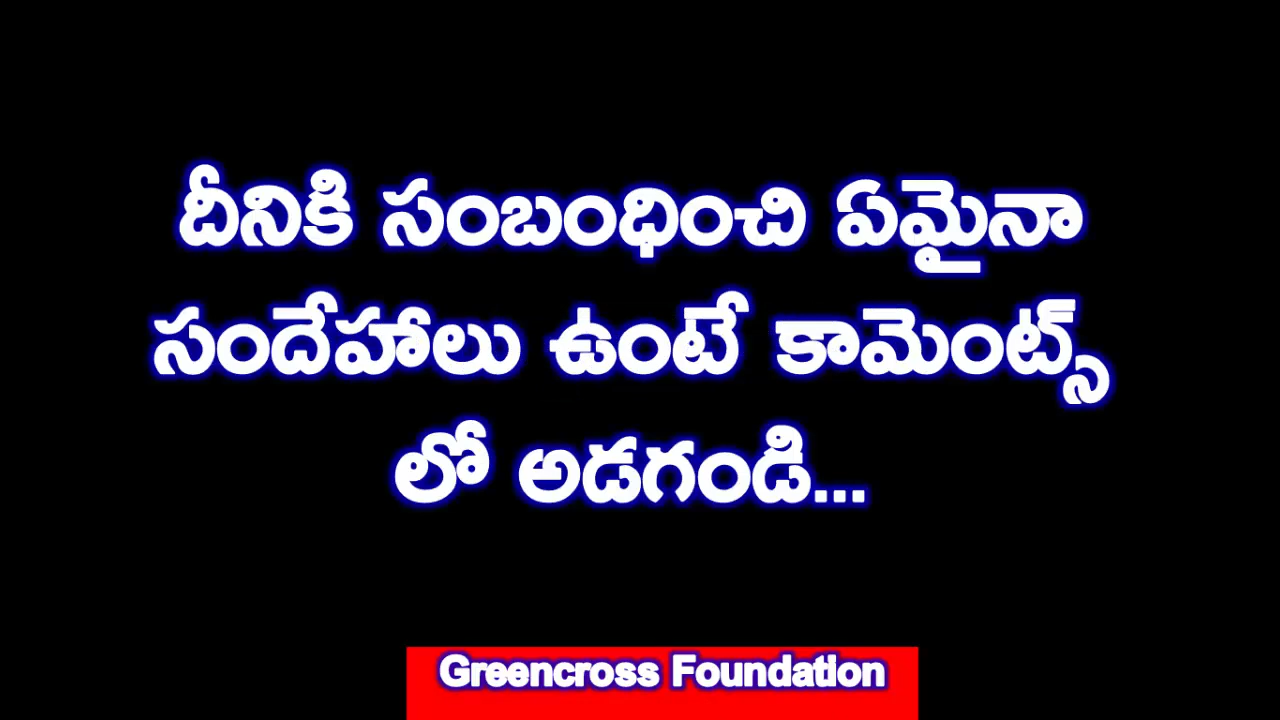 దీనికి సంబంధించి ఏమైనా
సందేహాలు ఉంటే కామెంట్స్
లో అడగండి...
Greencross Foundation